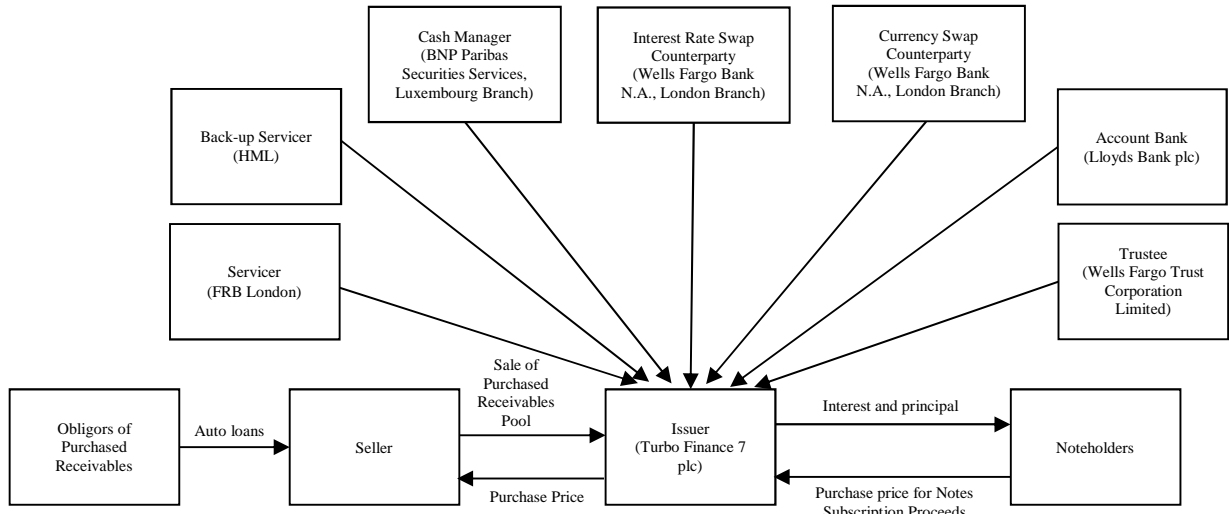 Cash Manager
(BNP Paribas
Securities Services,
Luxembourg Branch)
Interest Rate Swap
Counterparty
(Wells Fargo Bank
N.A., London Branch)
Currency Swap
Counterparty
(Wells Fargo Bank
N.A., London Branch)
Back-up Servicer
(HML)
Account Bank
(Lloyds Bank plc)
Servicer
(FRB London)
Trustee
(Wells Fargo Trust
Corporation
Limited)
Obligors of
Purchased
Receivables
Auto loans
Seller
Sale of
Purchased
Receivables
Pool
Purchase Price
Issuer
(Turbo Finance 7
plc)
Interest and principal
Purchase price for Notes
Subscription Proceeds
Noteholders